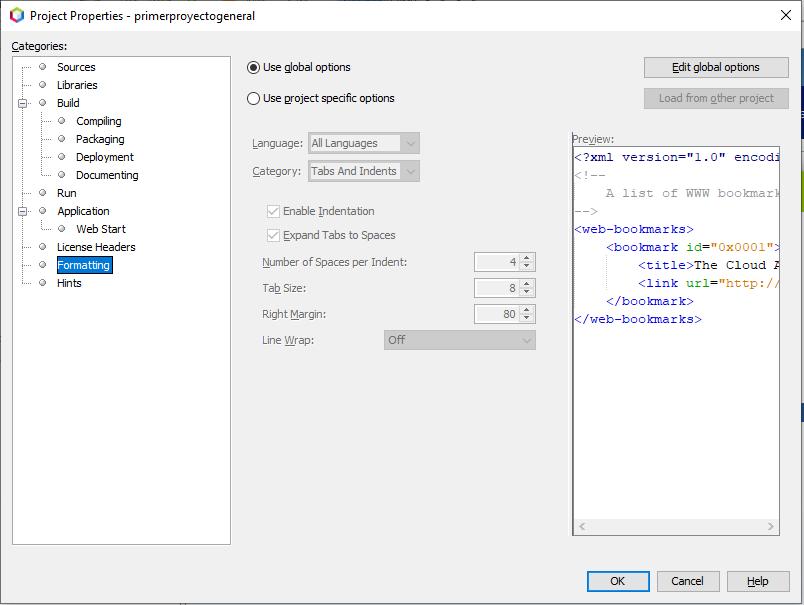 Project Properties - primerproyectogeneral
Categories:
Sources
Libraries
Build
Compiling
Packaging
Deployment
Documenting
Run
Application
Web Start
License Headers
Formatting
Hints
Use global options
Edit global options
Use project specific options
Load from other project
Language: All Languages
Category: Tabs And Indents
Enable Indentation
Expand Tabs to Spaces
Number of Spaces per Indent: 4
Tab Size: 8
Right Margin: 80
Line Wrap: Off
Preview:
<?xml version="1.0" encodi
<!--
A list of WWW bookmark
-->
<web-bookmarks>
<bookmark id="0x0001">
<title>The Cloud A
<link url="http://
</bookmark>
</web-bookmarks>
OK
Cancel
Help